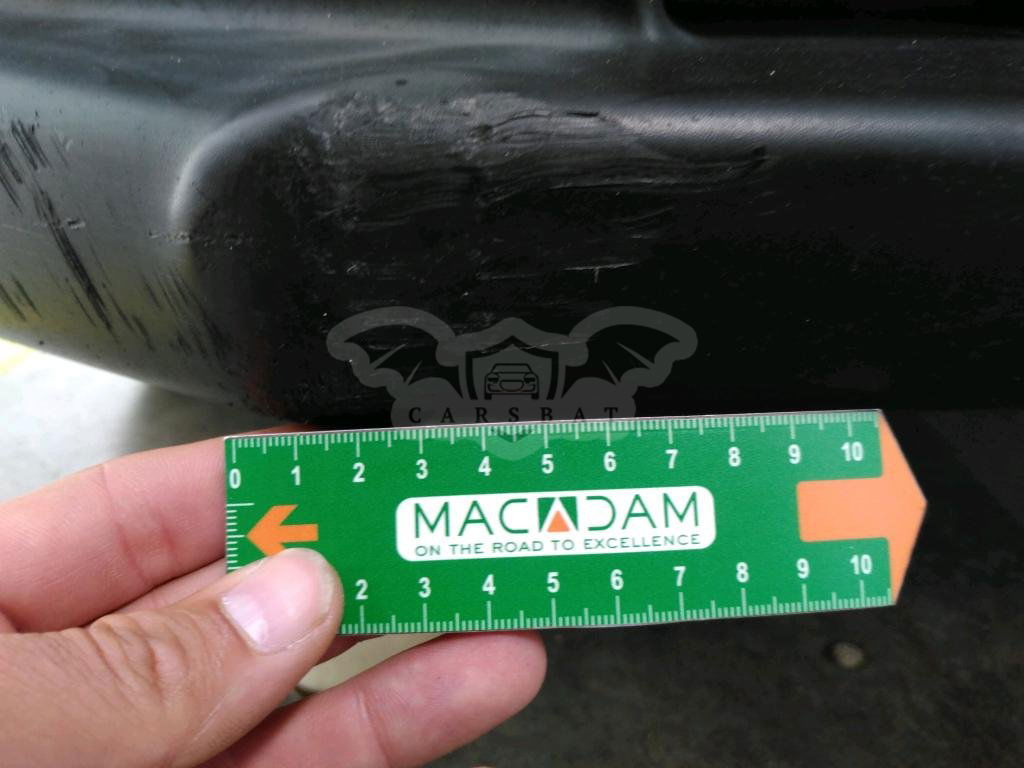 CARSBAT
0 1 2 3 4 5 6 7 8 9 10
MACADAM
ON THE ROAD TO EXCELLENCE
2 3 4 5 6 7 8 9 10